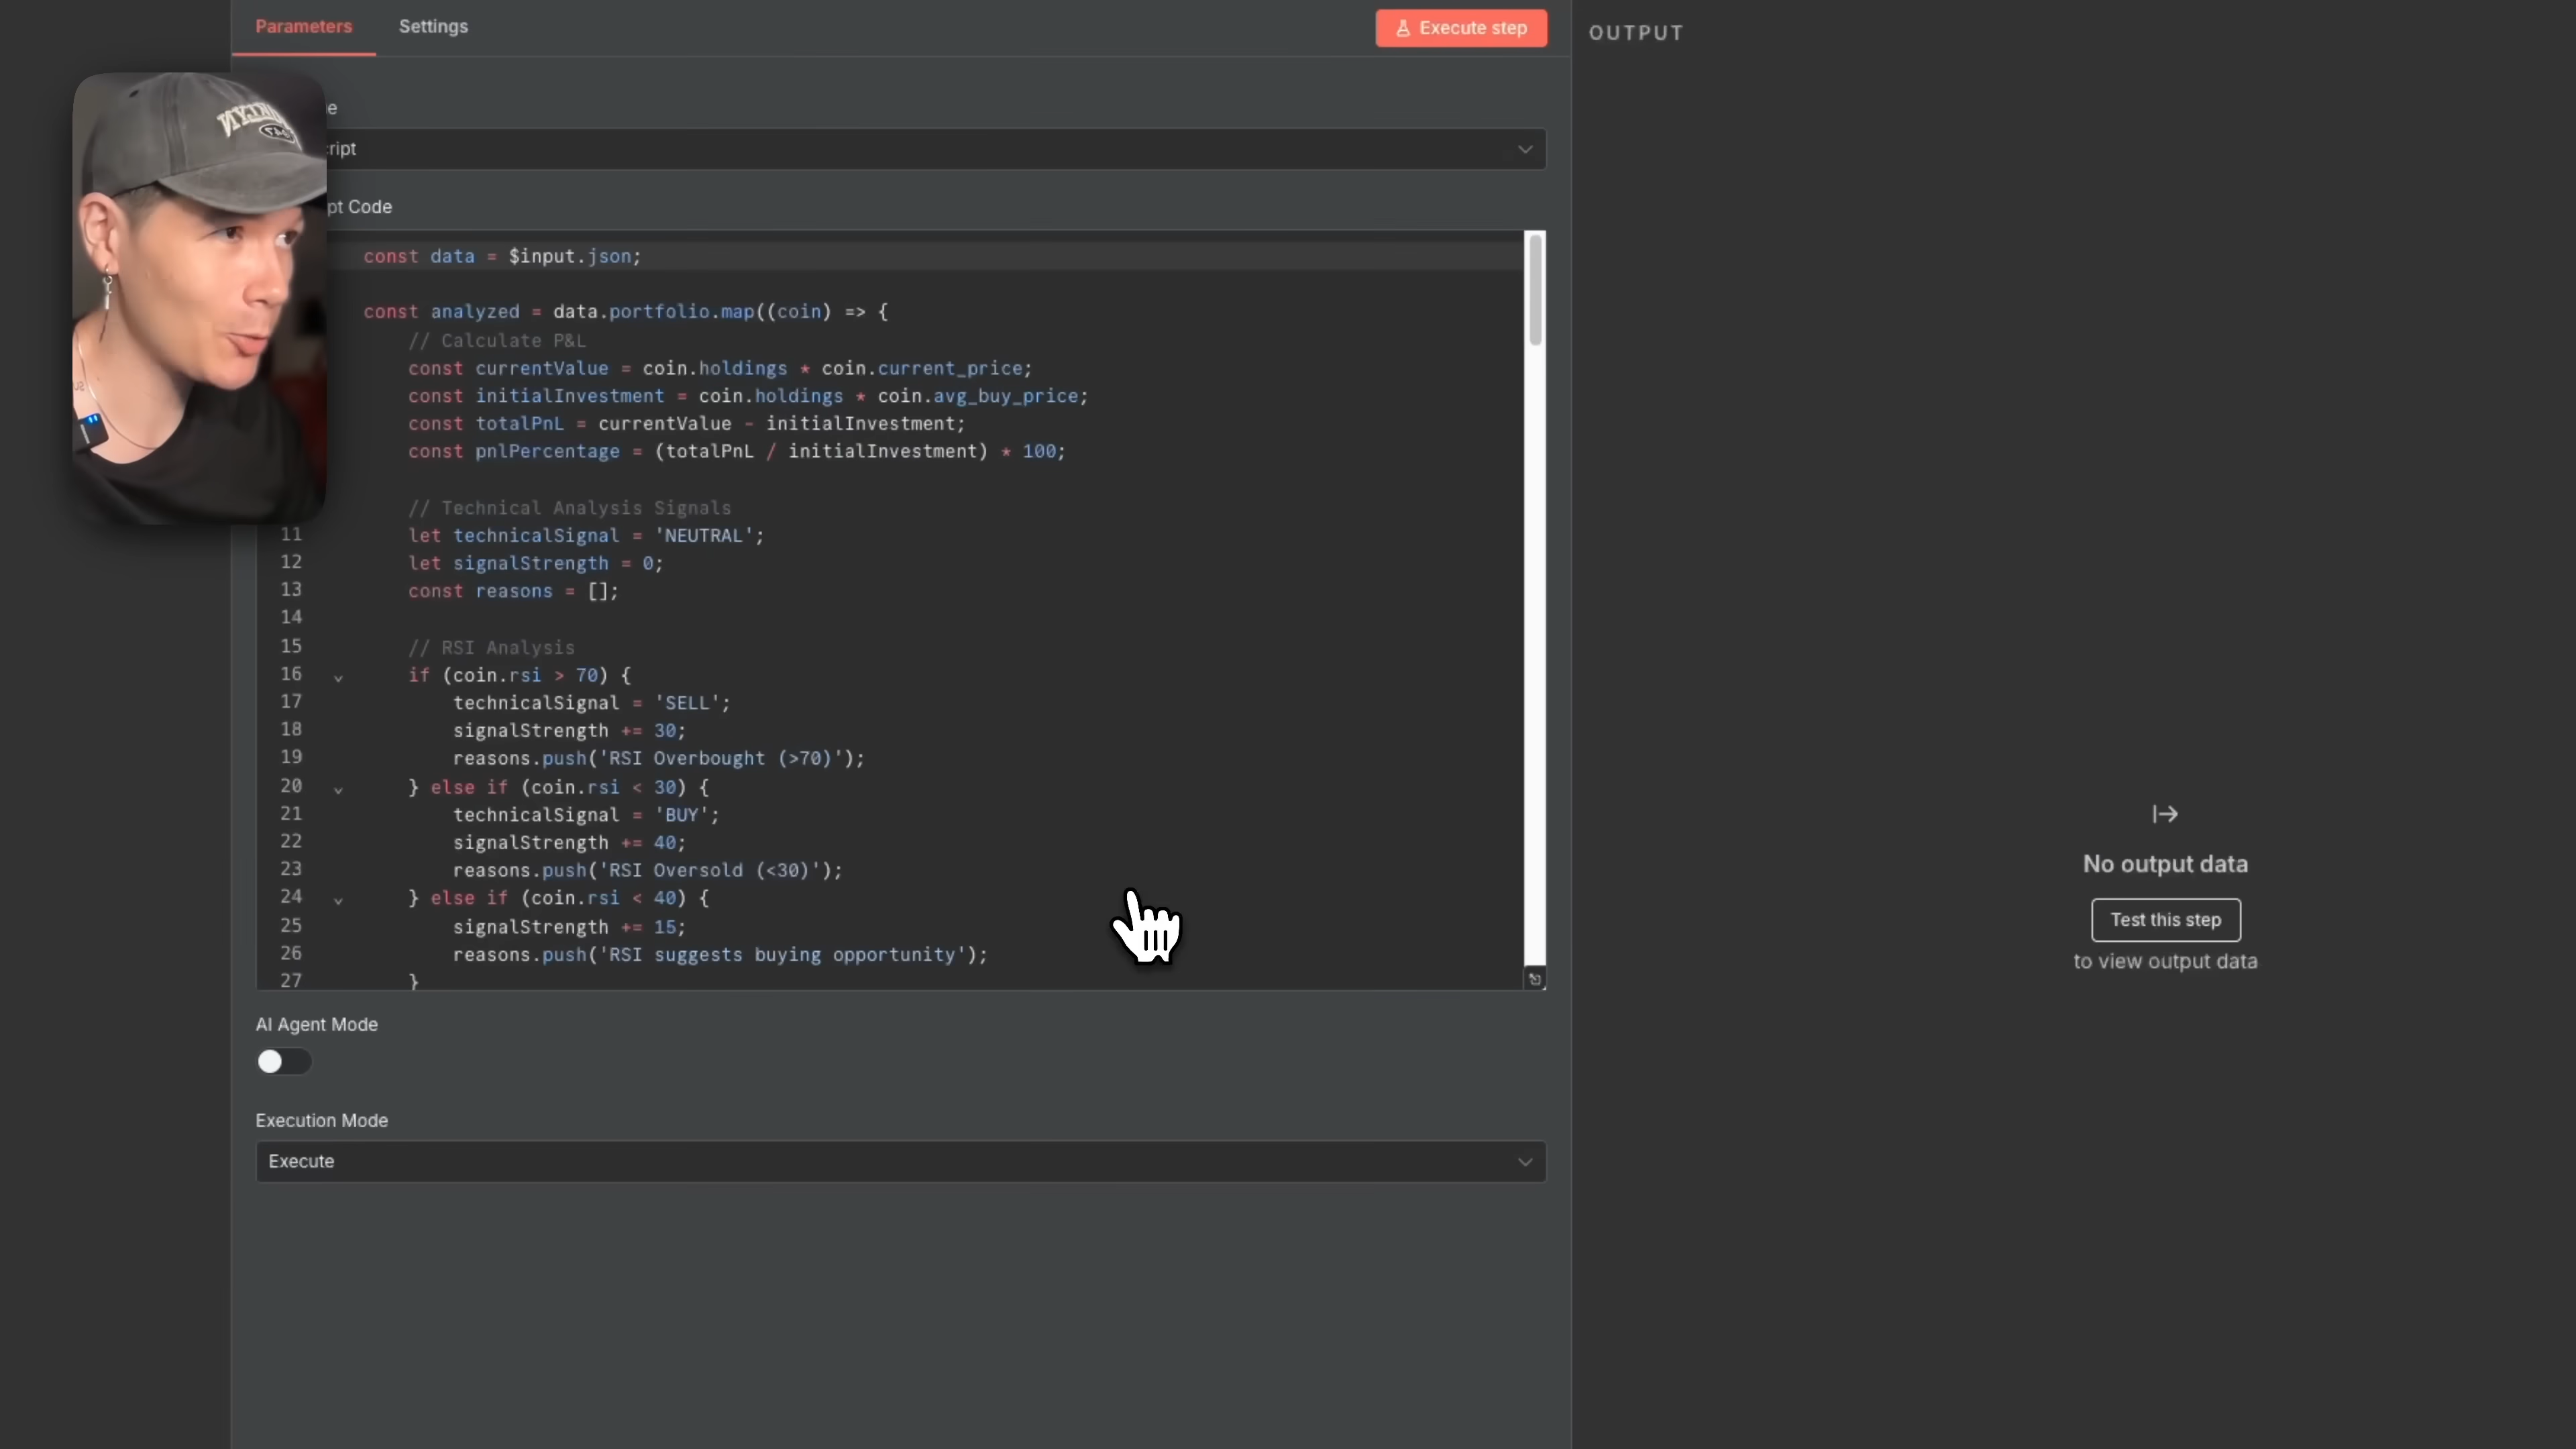 Parameters
Settings
Execute step
OUTPUT
e
cript
pt Code
const data = $input.json;
const analyzed = data.portfolio.map((coin) => {
// Calculate P&L
const currentValue = coin.holdings * coin.current_price;
const initialInvestment = coin.holdings * coin.avg_buy_price;
const totalPnL = currentValue - initialInvestment;
const pnlPercentage = (totalPnL / initialInvestment) * 100;
// Technical Analysis Signals
11 let technicalSignal = 'NEUTRAL';
12 let signalStrength = 0;
13 const reasons = [];
14
15 // RSI Analysis
16 if (coin.rsi > 70) {
17 technicalSignal = 'SELL';
18 signalStrength += 30;
19 reasons.push('RSI Overbought (>70)');
20 } else if (coin.rsi < 30) {
21 technicalSignal = 'BUY';
22 signalStrength += 40;
23 reasons.push('RSI Oversold (<30)');
24 } else if (coin.rsi < 40) {
25 signalStrength += 15;
26 reasons.push('RSI suggests buying opportunity');
27 }
AI Agent Mode
Execution Mode
Execute
No output data
Test this step
to view output data